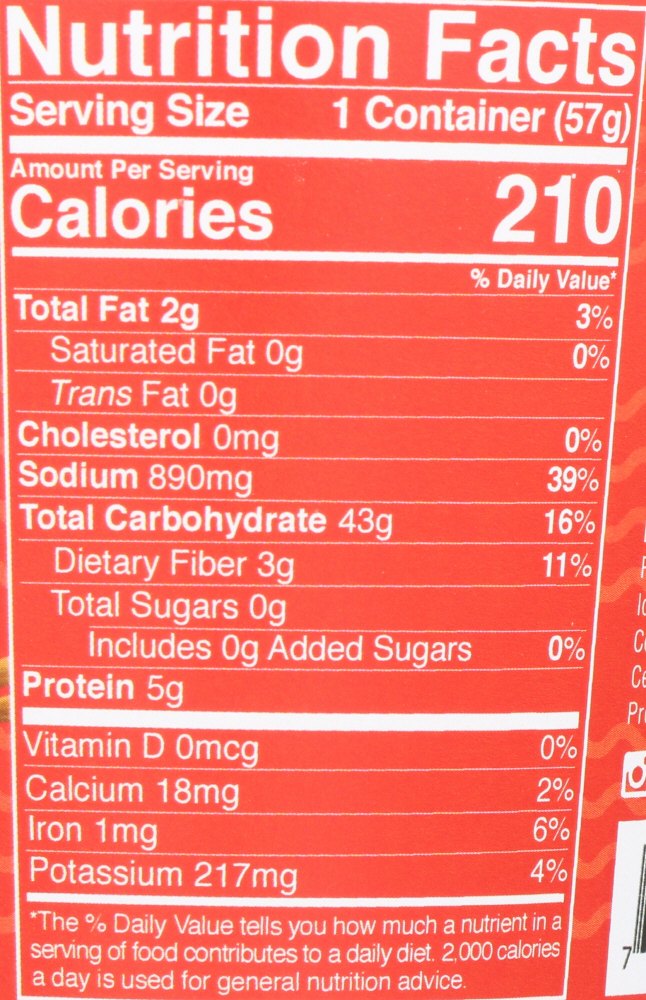 Nutrition Facts
Serving Size 1 Container (57g)
Amount Per Serving
Calories 210
% Daily Value*
Total Fat 2g 3%
Saturated Fat 0g 0%
Trans Fat 0g
Cholesterol 0mg 0%
Sodium 890mg 39%
Total Carbohydrate 43g 16%
Dietary Fiber 3g 11%
Total Sugars 0g
Includes 0g Added Sugars 0%
Protein 5g
Vitamin D 0mcg 0%
Calcium 18mg 2%
Iron 1mg 6%
Potassium 217mg 4%
*The % Daily Value tells you how much a nutrient in a
serving of food contributes to a daily diet. 2,000 calories
a day is used for general nutrition advice.
7